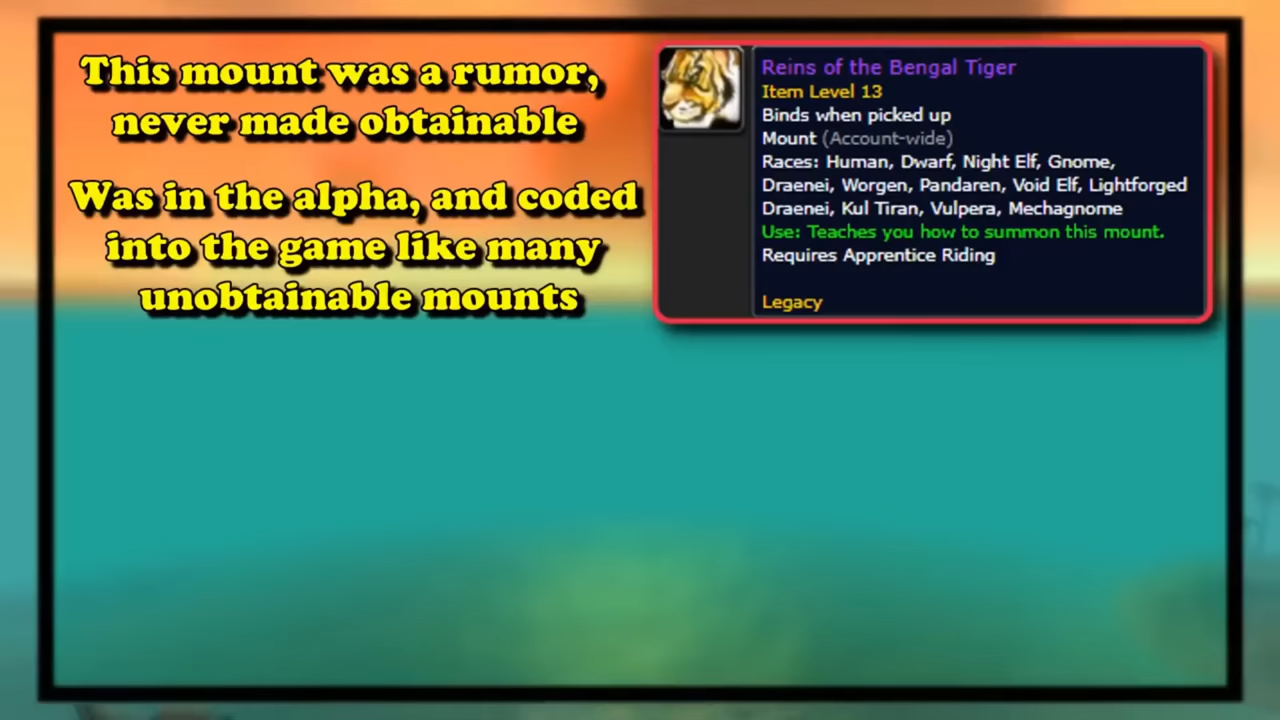 This mount was a rumor,
never made obtainable
Was in the alpha, and coded
into the game like many
unobtainable mounts
Reins of the Bengal Tiger
Item Level 13
Binds when picked up
Mount (Account-wide)
Races: Human, Dwarf, Night Elf, Gnome,
Draenei, Worgen, Pandaren, Void Elf, Lightforged
Draenei, Kul Tiran, Vulpera, Mechagnome
Use: Teaches you how to summon this mount.
Requires Apprentice Riding
Legacy